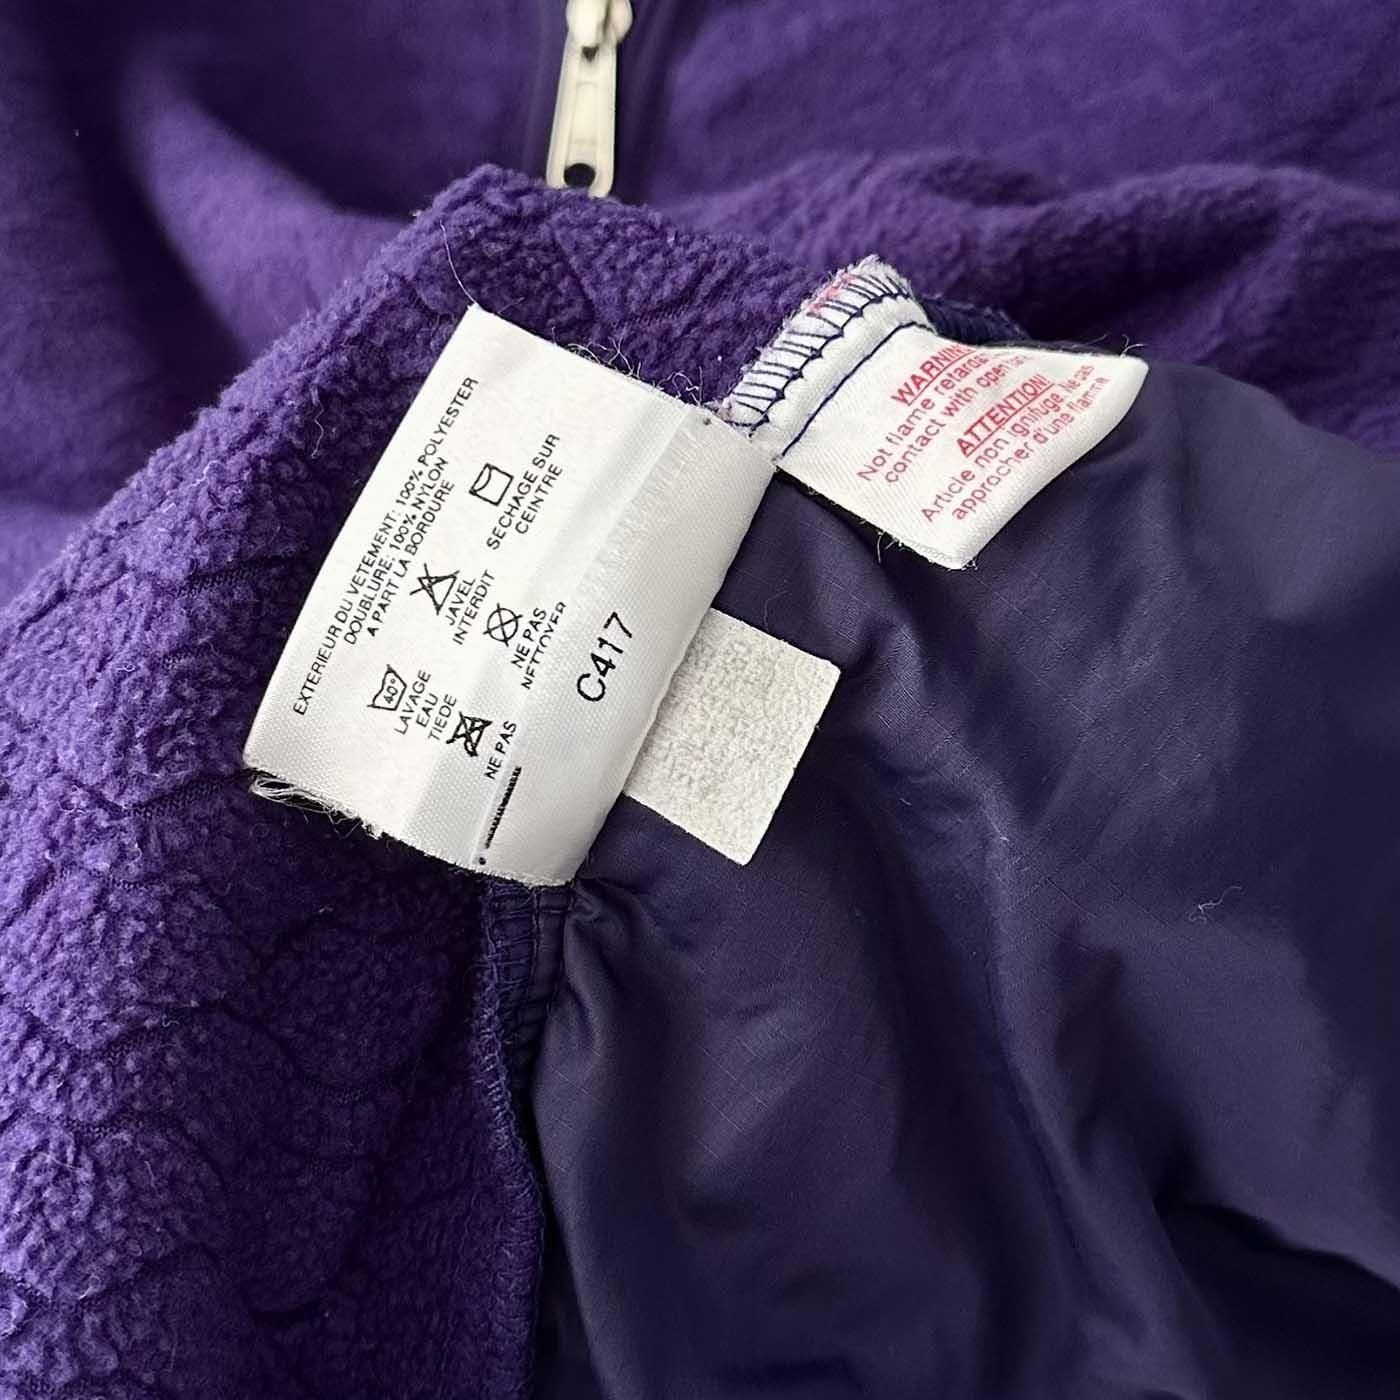 EXTERIEUR DU VETEMENT: 100% POLYESTER
DOUBLURE: 100% NYLON
A PART LA BORDURE
40°
LAVAGE
EAU
TIEDE
JAVEL
INTERDIT
SECHAGE SUR
CEINTRE
NE PAS
NE PAS
NETTOYER
C417
WARNIN
Not flame retarda
contact with open
ATTENTION!
Article non ignifuge. Ne pas
approcher d'une flamme